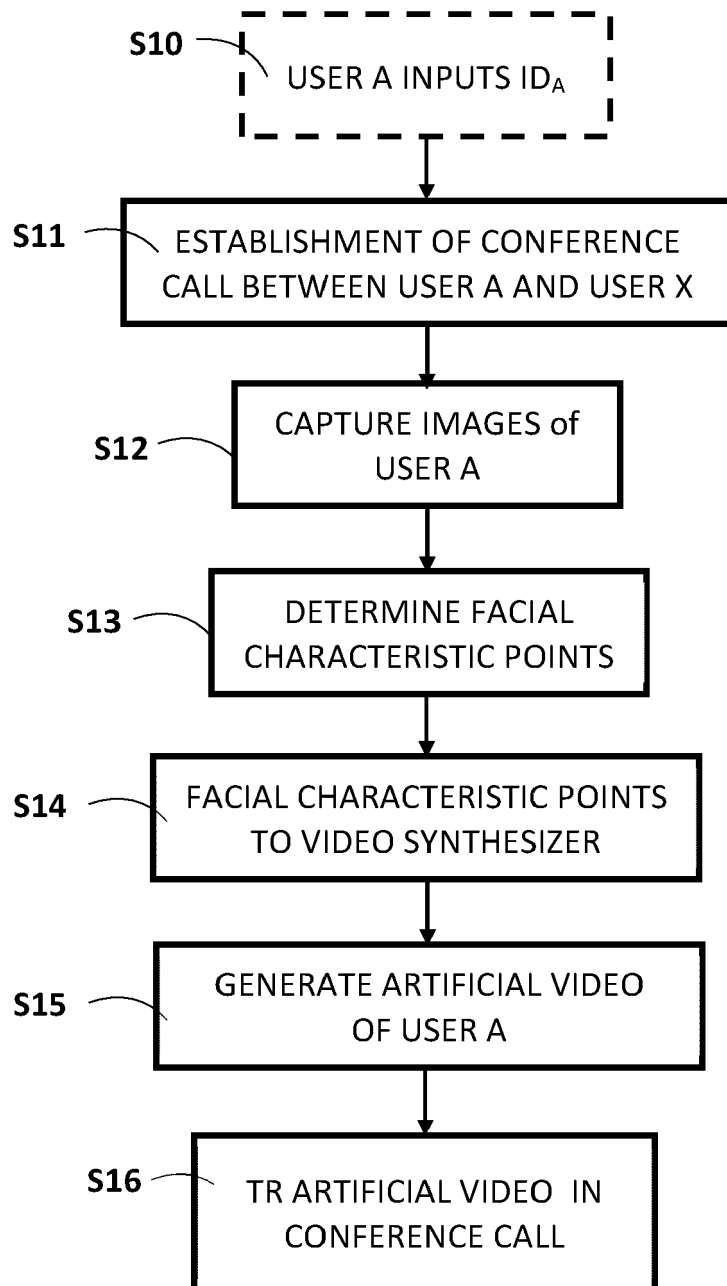 S10
USER A INPUTS IDA
S11
ESTABLISHMENT OF CONFERENCE
CALL BETWEEN USER A AND USER X
S12
CAPTURE IMAGES of
USER A
S13
DETERMINE FACIAL
CHARACTERISTIC POINTS
S14
FACIAL CHARACTERISTIC POINTS
TO VIDEO SYNTHESIZER
S15
GENERATE ARTIFICIAL VIDEO
OF USER A
S16
TR ARTIFICIAL VIDEO IN
CONFERENCE CALL